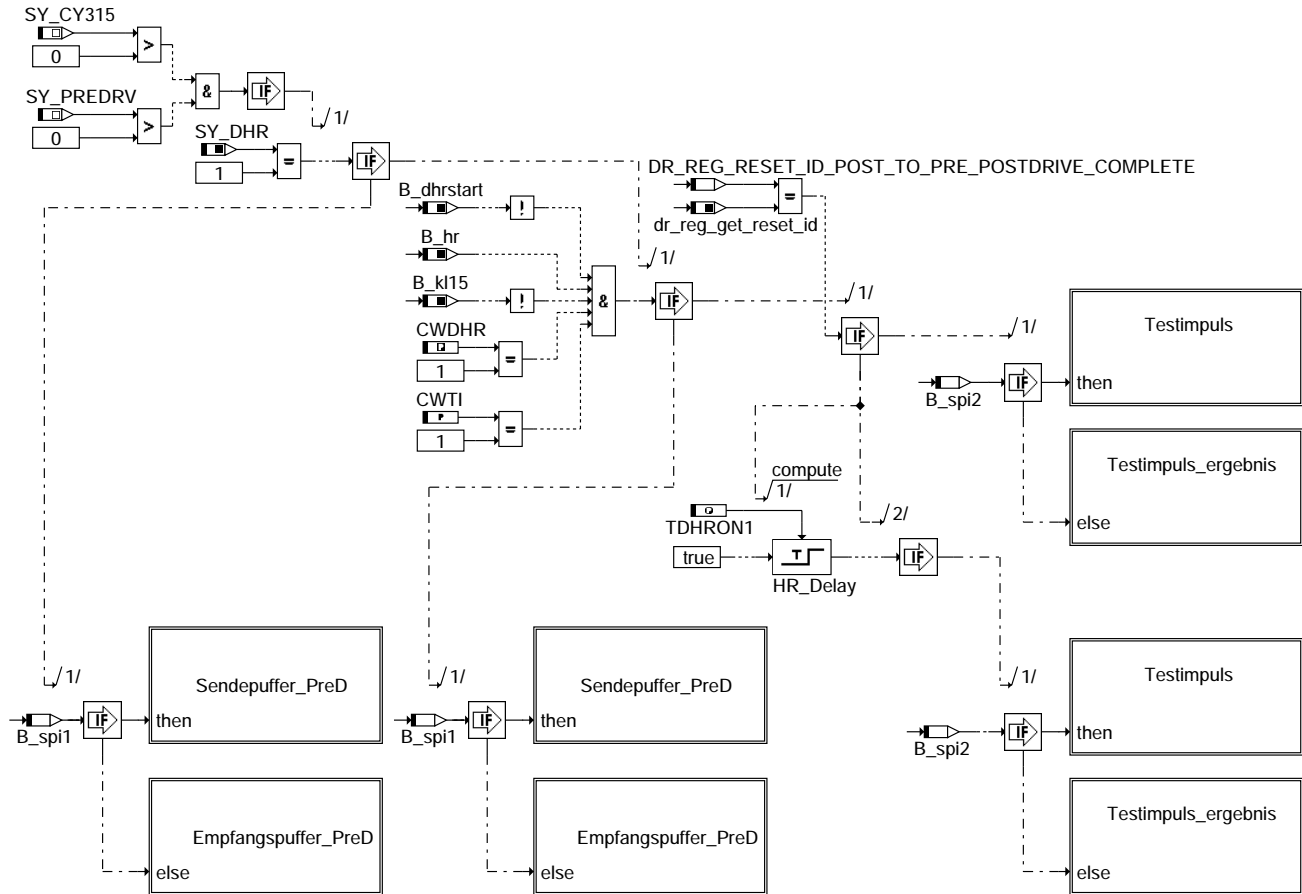 SY_CY315
>
0
SY_PREDRV
>
0
&
IF
/1/
SY_DHR
=
1
IF
DR_REG_RESET_ID_POST_TO_PRE_POSTDRIVE_COMPLETE
=
dr_reg_get_reset_id
B_dhrstart
!
B_hr
/1/
B_kl15
!
&
IF
/1/
CWDHR
=
1
CWTI
=
1
IF
/1/
Testimpuls
then
B_spi2
IF
Testimpuls_ergebnis
else
compute
/1/
/2/
TDHRON1
true
T
HR_Delay
IF
/1/
Sendepuffer_PreD
then
B_spi1
IF
Empfangspuffer_PreD
else
/1/
Sendepuffer_PreD
then
B_spi1
IF
Empfangspuffer_PreD
else
/1/
Testimpuls
then
B_spi2
IF
Testimpuls_ergebnis
else